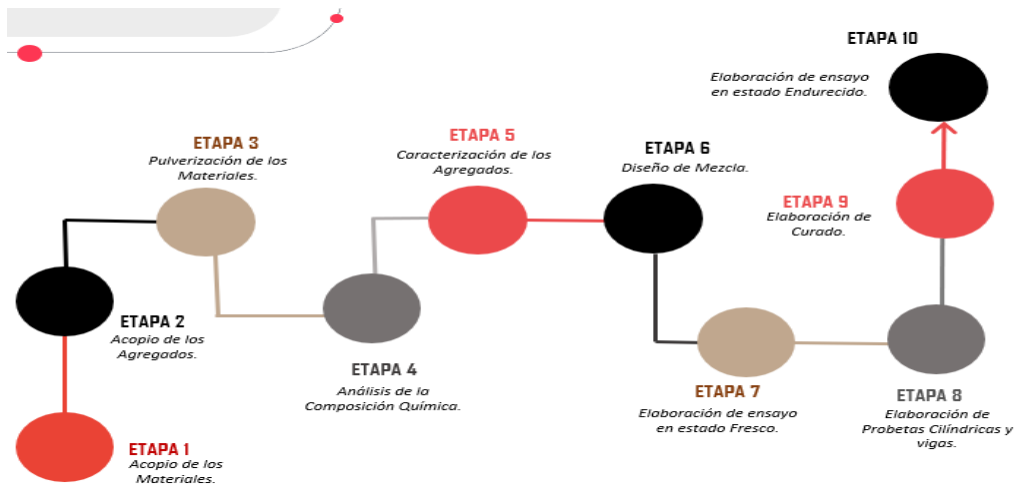 ETAPA 1
Acopio de los
Materiales.
ETAPA 2
Acopio de los
Agregados.
ETAPA 3
Pulverización de los
Materiales.
ETAPA 4
Análisis de la
Composición Química.
ETAPA 5
Caracterización de los
Agregados.
ETAPA 6
Diseño de Mezcla.
ETAPA 7
Elaboración de ensayo
en estado Fresco.
ETAPA 8
Elaboración de
Probetas Cilíndricas y
vigas.
ETAPA 9
Elaboración de
Curado.
ETAPA 10
Elaboración de ensayo
en estado Endurecido.